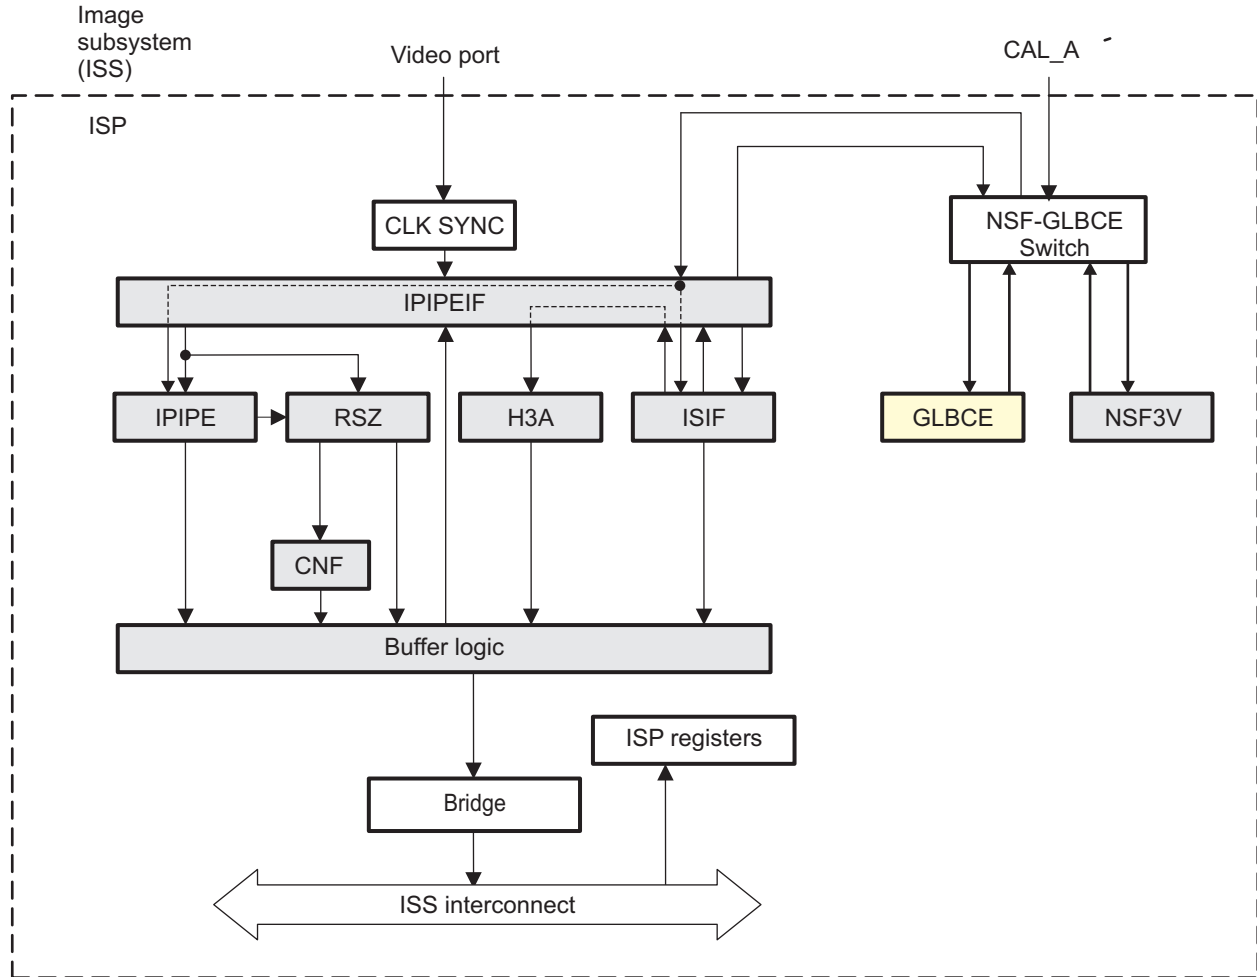 Image
subsystem
(ISS)
Video port
CAL_A
ISP
CLK SYNC
NSF-GLBCE
Switch
IPIPEIF
IPIPE
RSZ
H3A
ISIF
GLBCE
NSF3V
CNF
Buffer logic
ISP registers
Bridge
ISS interconnect